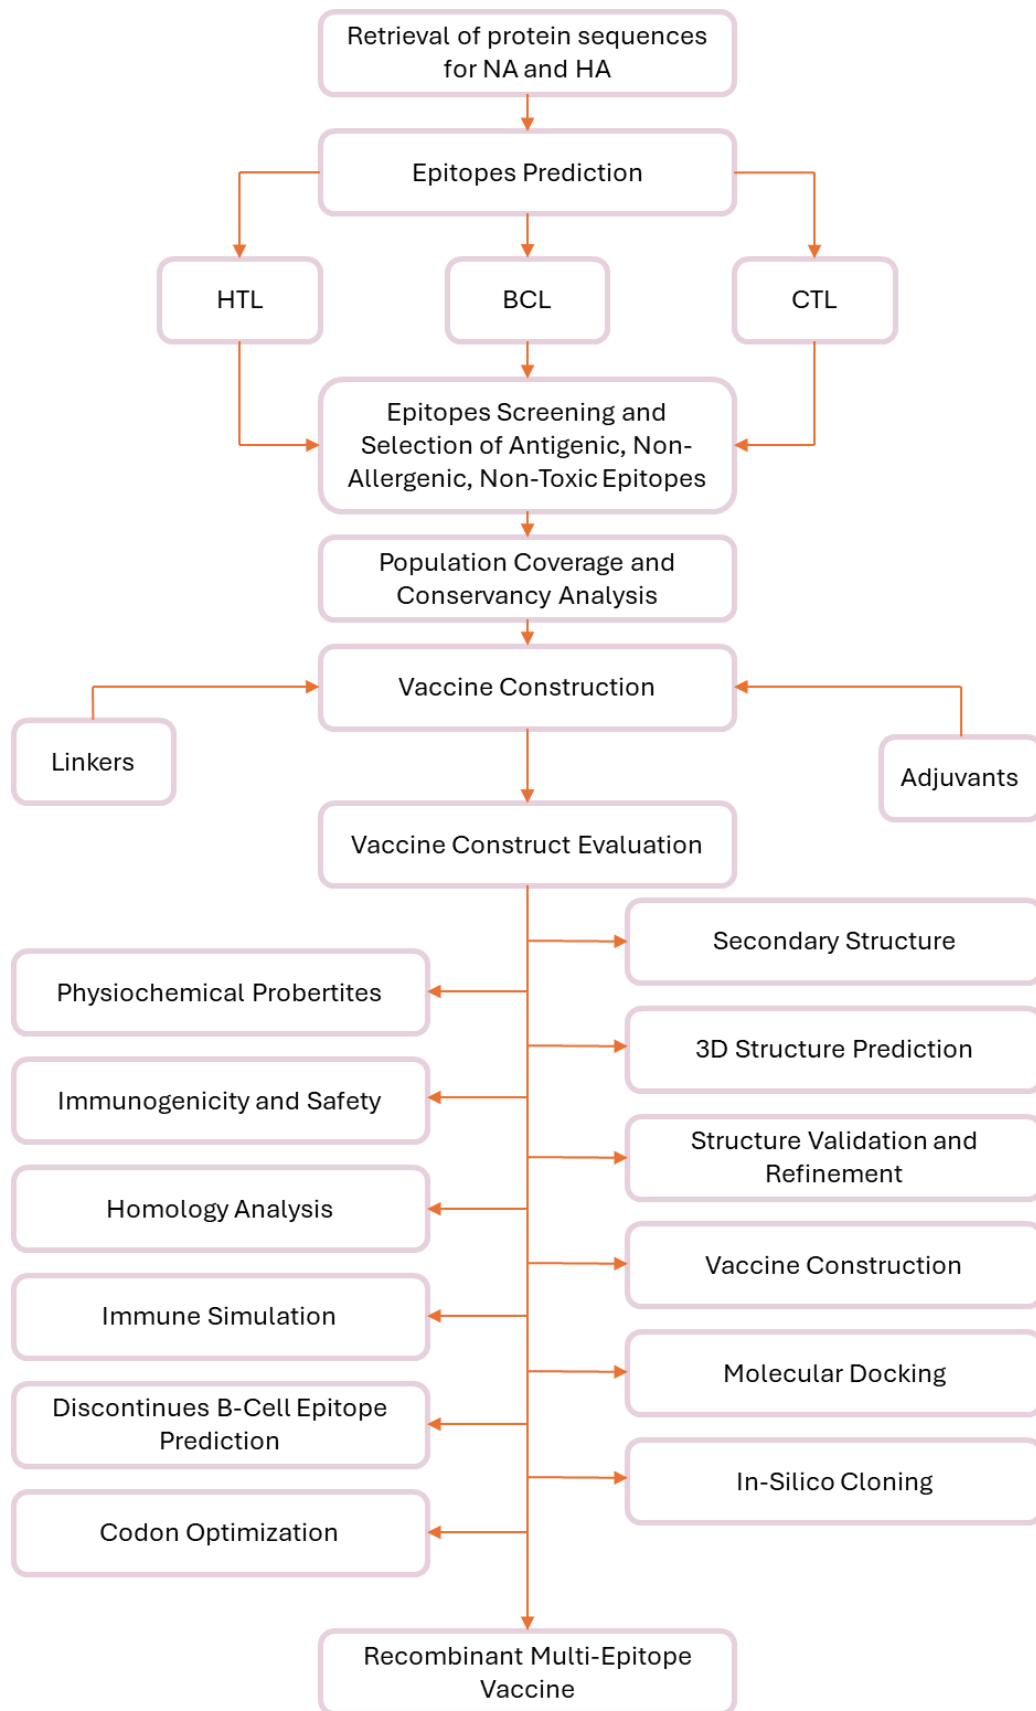 Retrieval of protein sequences
for NA and HA
Epitopes Prediction
HTL
BCL
CTL
Epitopes Screening and
Selection of Antigenic, Non-
Allergenic, Non-Toxic Epitopes
Population Coverage and
Conservancy Analysis
Vaccine Construction
Linkers
Adjuvants
Vaccine Construct Evaluation
Secondary Structure
Physiochemical Probertites
3D Structure Prediction
Immunogenicity and Safety
Structure Validation and
Refinement
Homology Analysis
Vaccine Construction
Immune Simulation
Molecular Docking
Discontinues B-Cell Epitope
Prediction
In-Silico Cloning
Codon Optimization
Recombinant Multi-Epitope
Vaccine